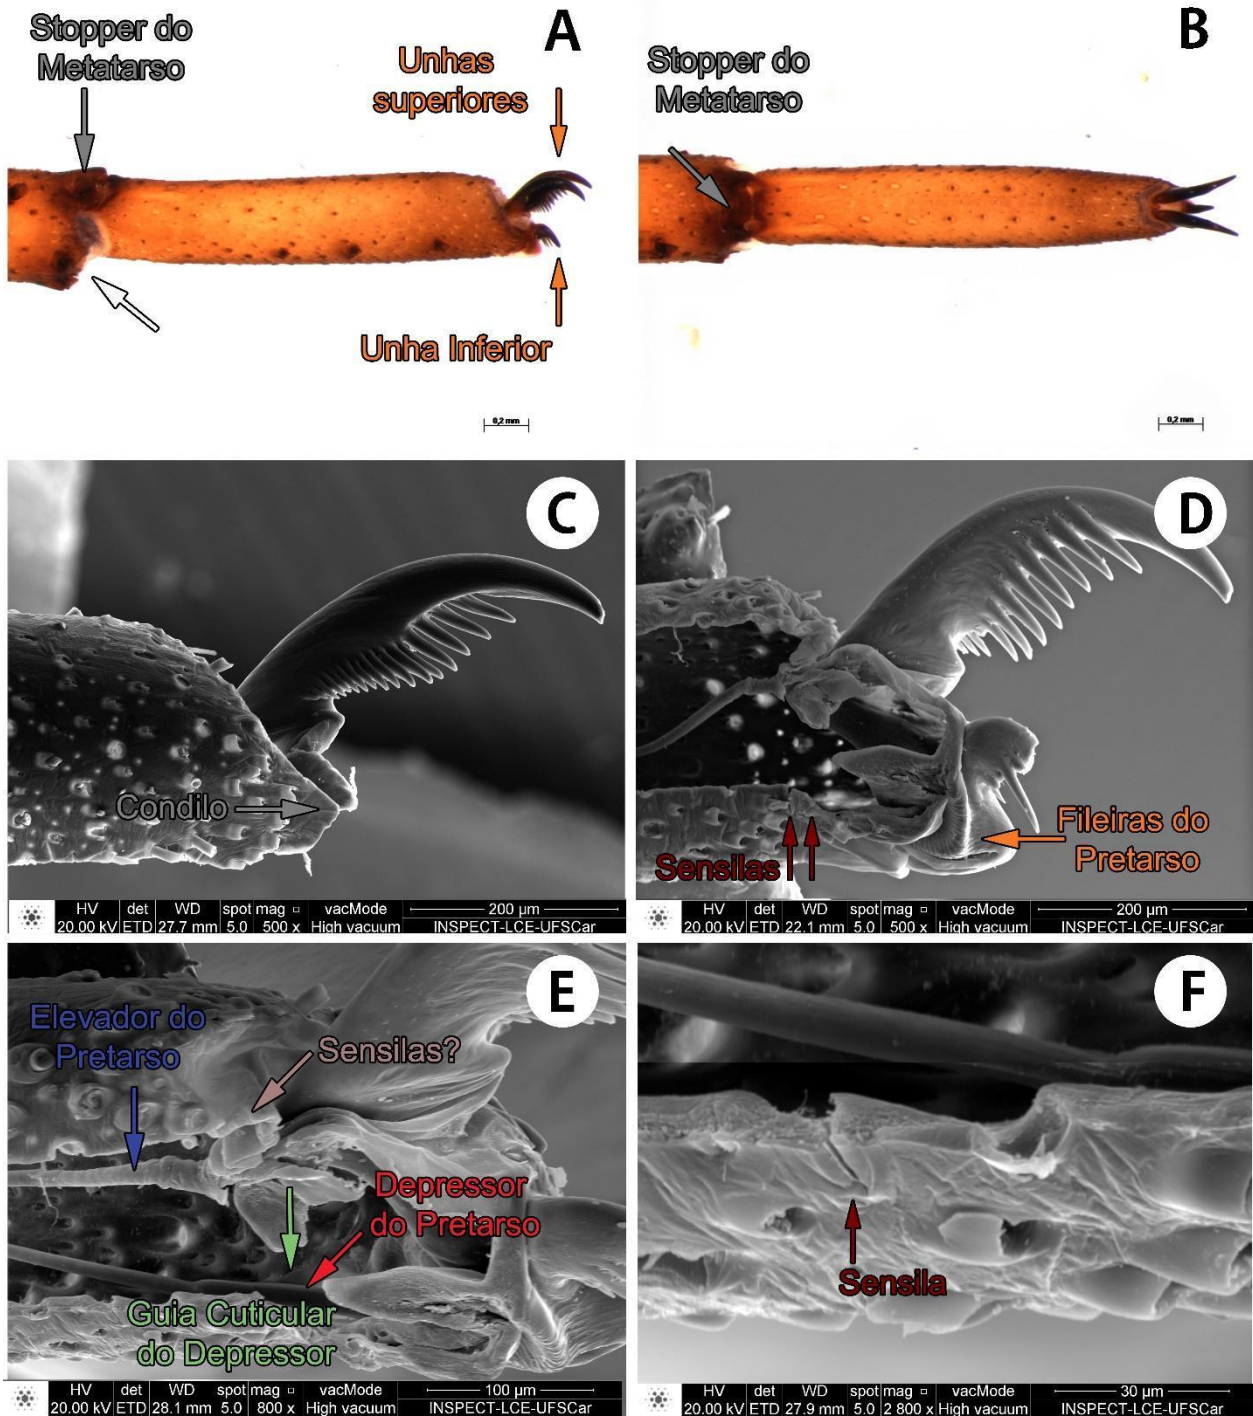 A
Stopper do
Metatarso
Unhas
superiores
Unha Inferior
0,2 mm
B
Stopper do
Metatarso
0,2 mm
C
Condilo
HV det WD spot mag □ vacMode 200 µm
20.00 kV ETD 27.7 mm 5.0 500 x High vacuum INSPECT-LCE-UFSCar
D
Sensilas
Fileiras do
Pretarso
HV det WD spot mag □ vacMode 200 µm
20.00 kV ETD 22.1 mm 5.0 500 x High vacuum INSPECT-LCE-UFSCar
E
Elevador do
Pretarso
Sensilas?
Depressor
do Pretarso
Guia Cuticular
do Depressor
HV det WD spot mag □ vacMode 100 µm
20.00 kV ETD 28.1 mm 5.0 800 x High vacuum INSPECT-LCE-UFSCar
F
Sensila
HV det WD spot mag □ vacMode 30 µm
20.00 kV ETD 27.9 mm 5.0 2 800 x High vacuum INSPECT-LCE-UFSCar